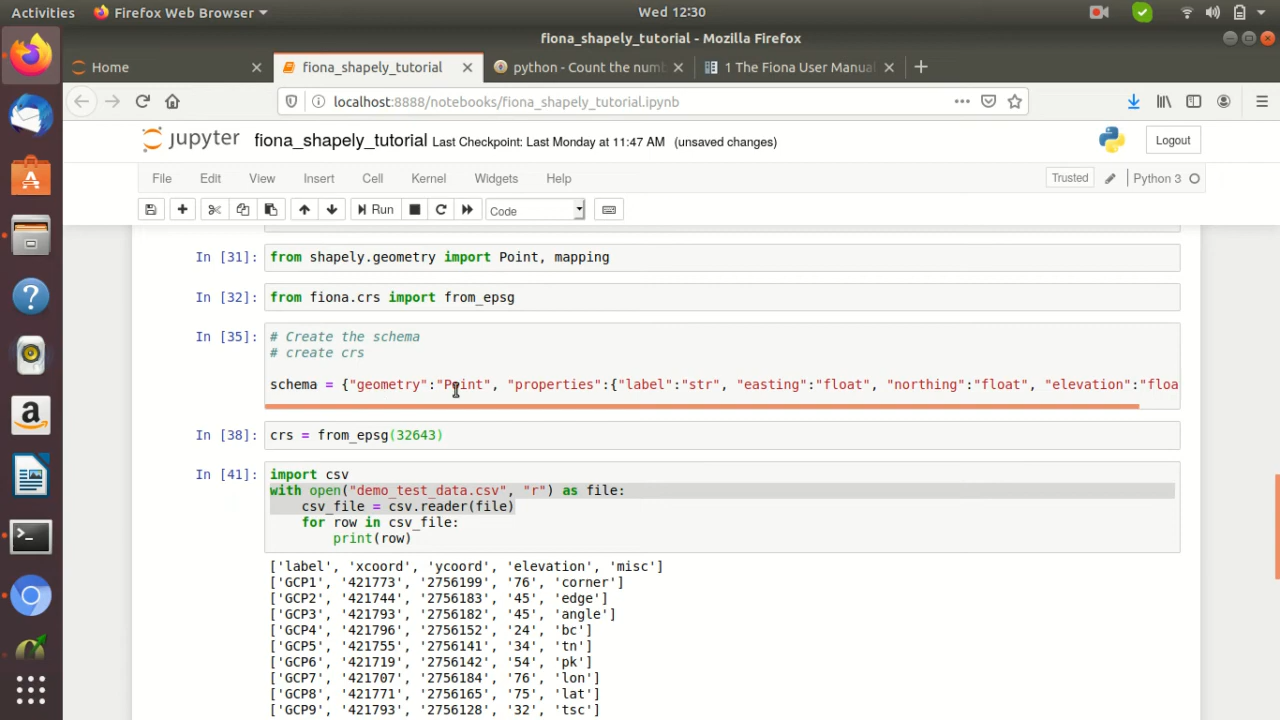 Activities Firefox Web Browser Wed 12:30
fiona_shapely_tutorial - Mozilla Firefox
Home fiona_shapely_tutorial python - Count the numb 1 The Fiona User Manual
localhost:8888/notebooks/fiona_shapely_tutorial.ipynb
jupyter fiona_shapely_tutorial Last Checkpoint: Last Monday at 11:47 AM (unsaved changes) Logout
File Edit View Insert Cell Kernel Widgets Help Trusted Python 3
Run Code
In [31]: from shapely.geometry import Point, mapping
In [32]: from fiona.crs import from_epsg
In [35]: # Create the schema
# create crs
schema = {"geometry":"Point", "properties":{"label":"str", "easting":"float", "northing":"float", "elevation":"floa
In [38]: crs = from_epsg(32643)
In [41]: import csv
with open("demo_test_data.csv", "r") as file:
csv_file = csv.reader(file)
for row in csv_file:
print(row)
['label', 'xcoord', 'ycoord', 'elevation', 'misc']
['GCP1', '421773', '2756199', '76', 'corner']
['GCP2', '421744', '2756183', '45', 'edge']
['GCP3', '421793', '2756182', '45', 'angle']
['GCP4', '421796', '2756152', '24', 'bc']
['GCP5', '421755', '2756141', '34', 'tn']
['GCP6', '421719', '2756142', '54', 'pk']
['GCP7', '421707', '2756184', '76', 'lon']
['GCP8', '421771', '2756165', '75', 'lat']
['GCP9', '421793', '2756128', '32', 'tsc']